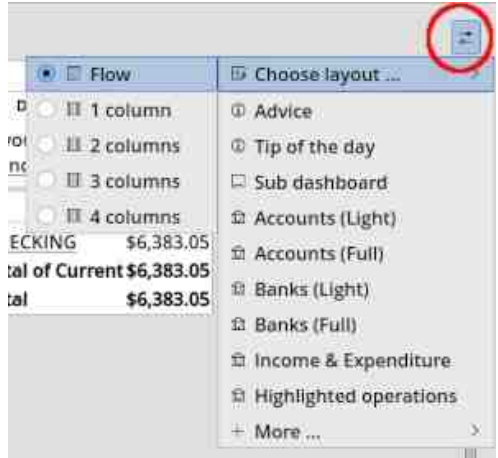 Flow
1 column
2 columns
3 columns
4 columns
Choose layout ...
Advice
Tip of the day
Sub dashboard
Accounts (Light)
Accounts (Full)
Banks (Light)
Banks (Full)
Income & Expenditure
Highlighted operations
More ...
ECKING $6,383.05
tal of Current $6,383.05
tal $6,383.05